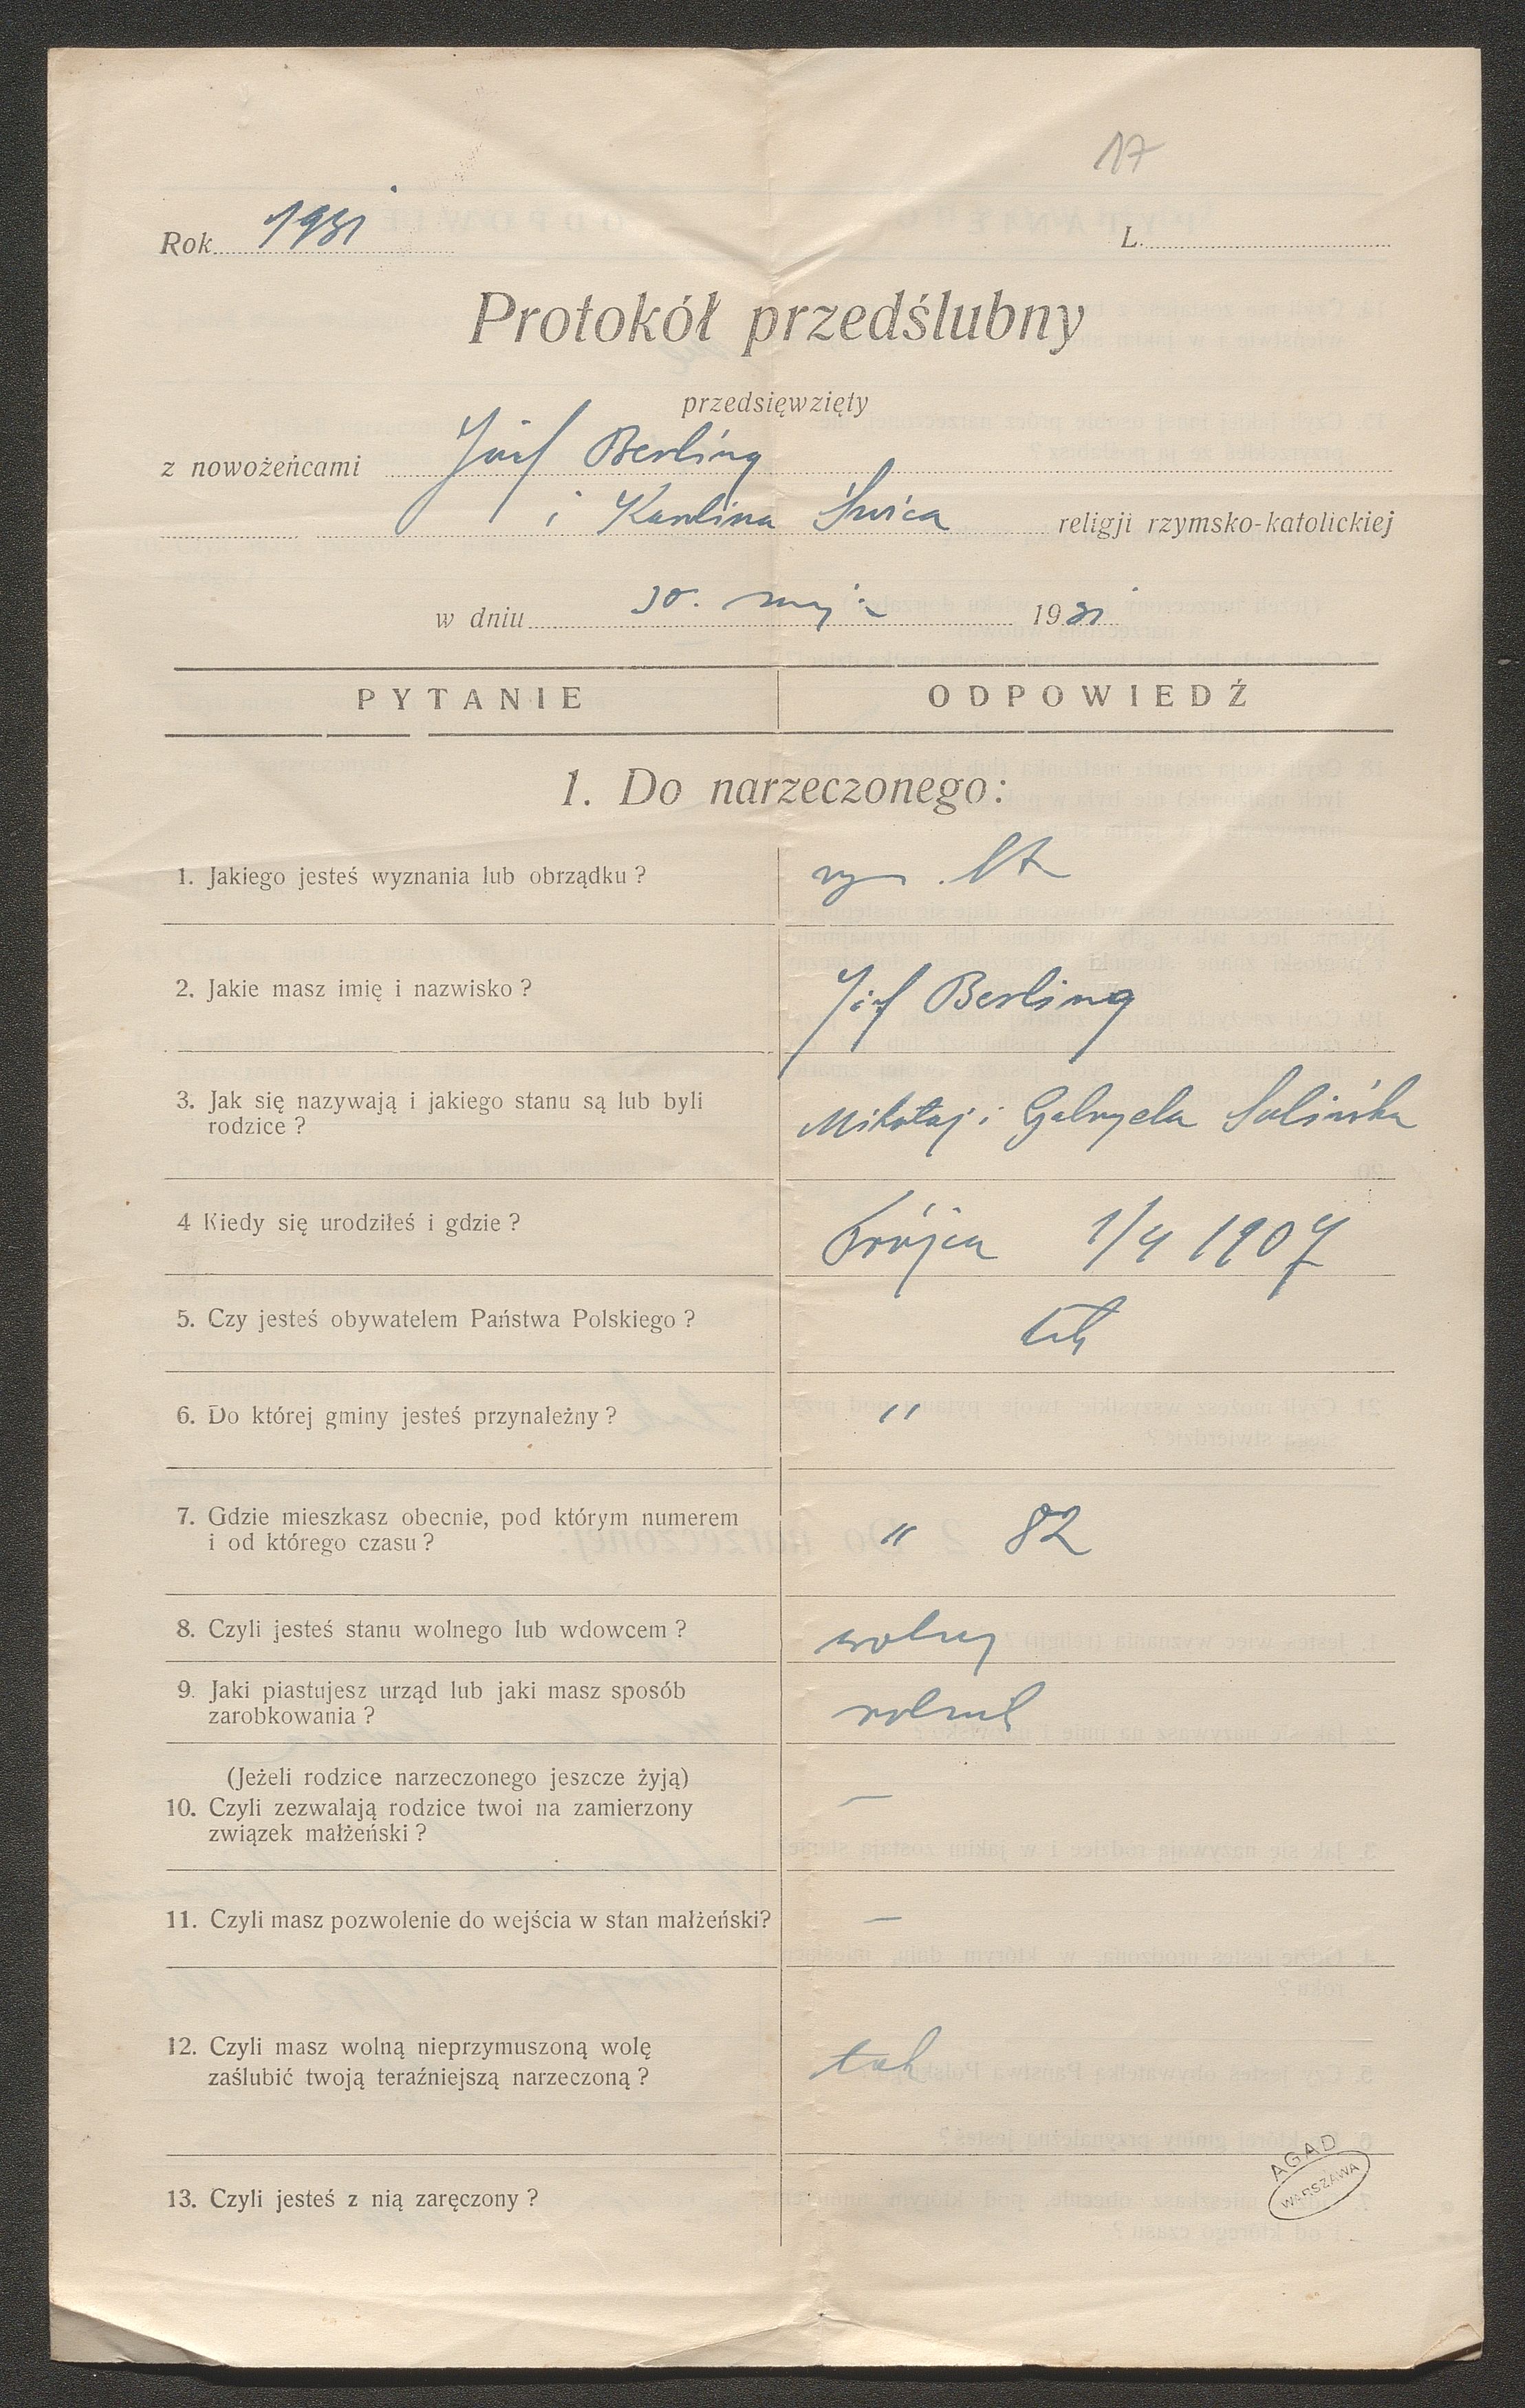 17
Rok 1931
L.
Protokół przedślubny
przedsięwzięty
z nowożeńcami Józef Berling
i Karolina religji rzymsko-katolickiej
w dniu 30. maja 1931
PYTANIE ODPOWIEDŹ
1. Do narzeczonego:
1. Jakiego jesteś wyznania lub obrządku ?
2. Jakie masz imię i nazwisko ? Józef Berling
3. Jak się nazywają i jakiego stanu są lub byli Mikołaj i Gabryela
rodzice ?
4 Kiedy się urodziłeś i gdzie ? Trójca 1/4 1907
5. Czy jesteś obywatelem Państwa Polskiego ? tak
6. Do której gminy jesteś przynależny ? "
7. Gdzie mieszkasz obecnie, pod którym numerem " 82
i od którego czasu ?
8. Czyli jesteś stanu wolnego lub wdowcem ? wolny
9. Jaki piastujesz urząd lub jaki masz sposób rolnik
zarobkowania ?
(Jeżeli rodzice narzeczonego jeszcze żyją)
10. Czyli zezwalają rodzice twoi na zamierzony —
związek małżeński ?
11. Czyli masz pozwolenie do wejścia w stan małżeński? —
12. Czyli masz wolną nieprzymuszoną wolę tak
zaślubić twoją teraźniejszą narzeczoną ?
AGAD
WARSZAWA
13. Czyli jesteś z nią zaręczony ?